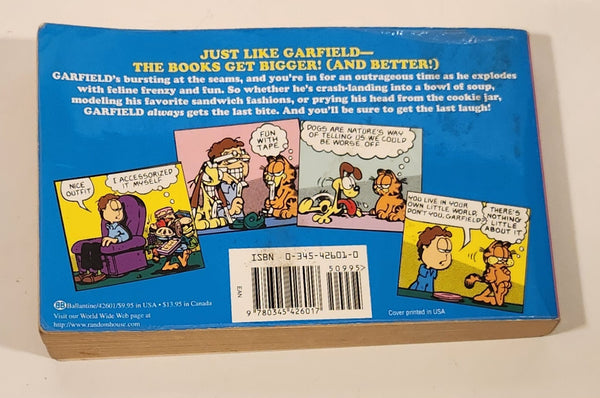 JUST LIKE GARFIELD—
THE BOOKS GET BIGGER! (AND BETTER!)
GARFIELD's bursting at the seams, and you're in for an outrageous time as he explodes
with feline frenzy and fun. So whether he's crash-landing into a bowl of soup,
modeling his favorite sandwich fashions, or prying his head from the cookie jar,
GARFIELD always gets the last bite. And you'll be sure to get the last laugh!
NICE
OUTFIT
I ACCESSORIZED
IT MYSELF
FUN
WITH
TAPE
DOGS ARE NATURE'S WAY
OF TELLING US WE COULD
BE WORSE OFF
YOU LIVE IN YOUR
OWN LITTLE WORLD,
DON'T YOU, GARFIELD?
THERE'S
NOTHING
LITTLE
ABOUT IT
ISBN 0-345-42601-0
50995
EAN
9 780345 426017
BB Ballantine/42601/$9.95 in USA • $13.95 in Canada
Visit our World Wide Web page at
http://www.randomhouse.com
Cover printed in USA